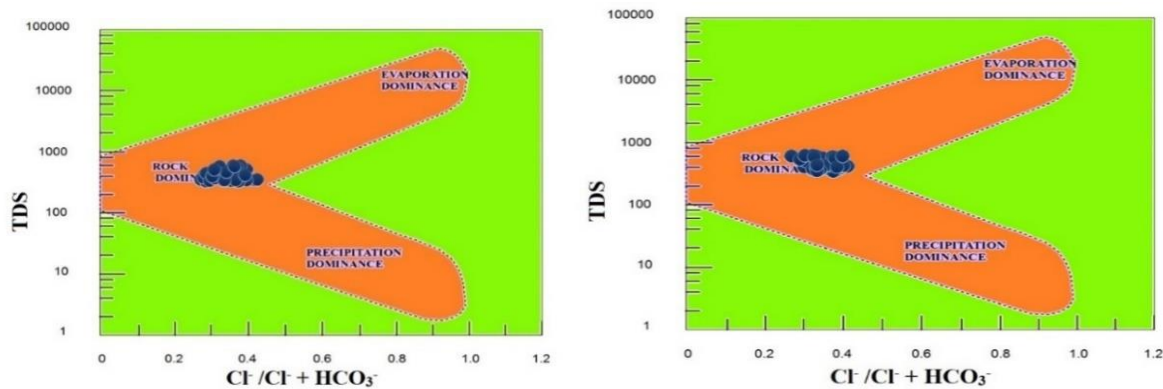 100000
10000
1000
100
10
1
TDS
EVAPORATION
DOMINANCE
ROCK
PRECIPITATION
DOMINANCE
0 0.2 0.4 0.6 0.8 1.0 1.2
Cl⁻ /Cl⁻ + HCO₃⁻
100000
10000
1000
100
10
1
TDS
EVAPORATION
DOMINANCE
ROCK
PRECIPITATION
DOMINANCE
0 0.2 0.4 0.6 0.8 1.0 1.2
Cl⁻ /Cl⁻ + HCO₃⁻